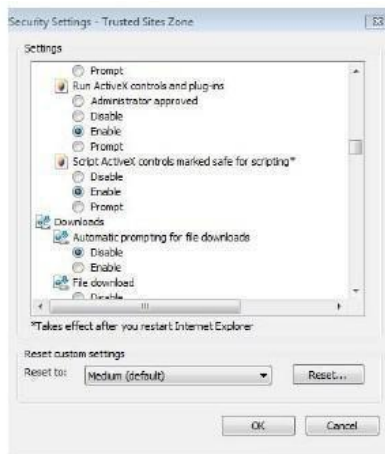 Security Settings - Trusted Sites Zone
Settings
Prompt
Run ActiveX controls and plug-ins
Administrator approved
Disable
Enable
Prompt
Script ActiveX controls marked safe for scripting*
Disable
Enable
Prompt
Downloads
Automatic prompting for file downloads
Disable
Enable
File download
Disable
*Takes effect after you restart Internet Explorer
Reset custom settings
Reset to:
Medium (default)
Reset...
OK
Cancel